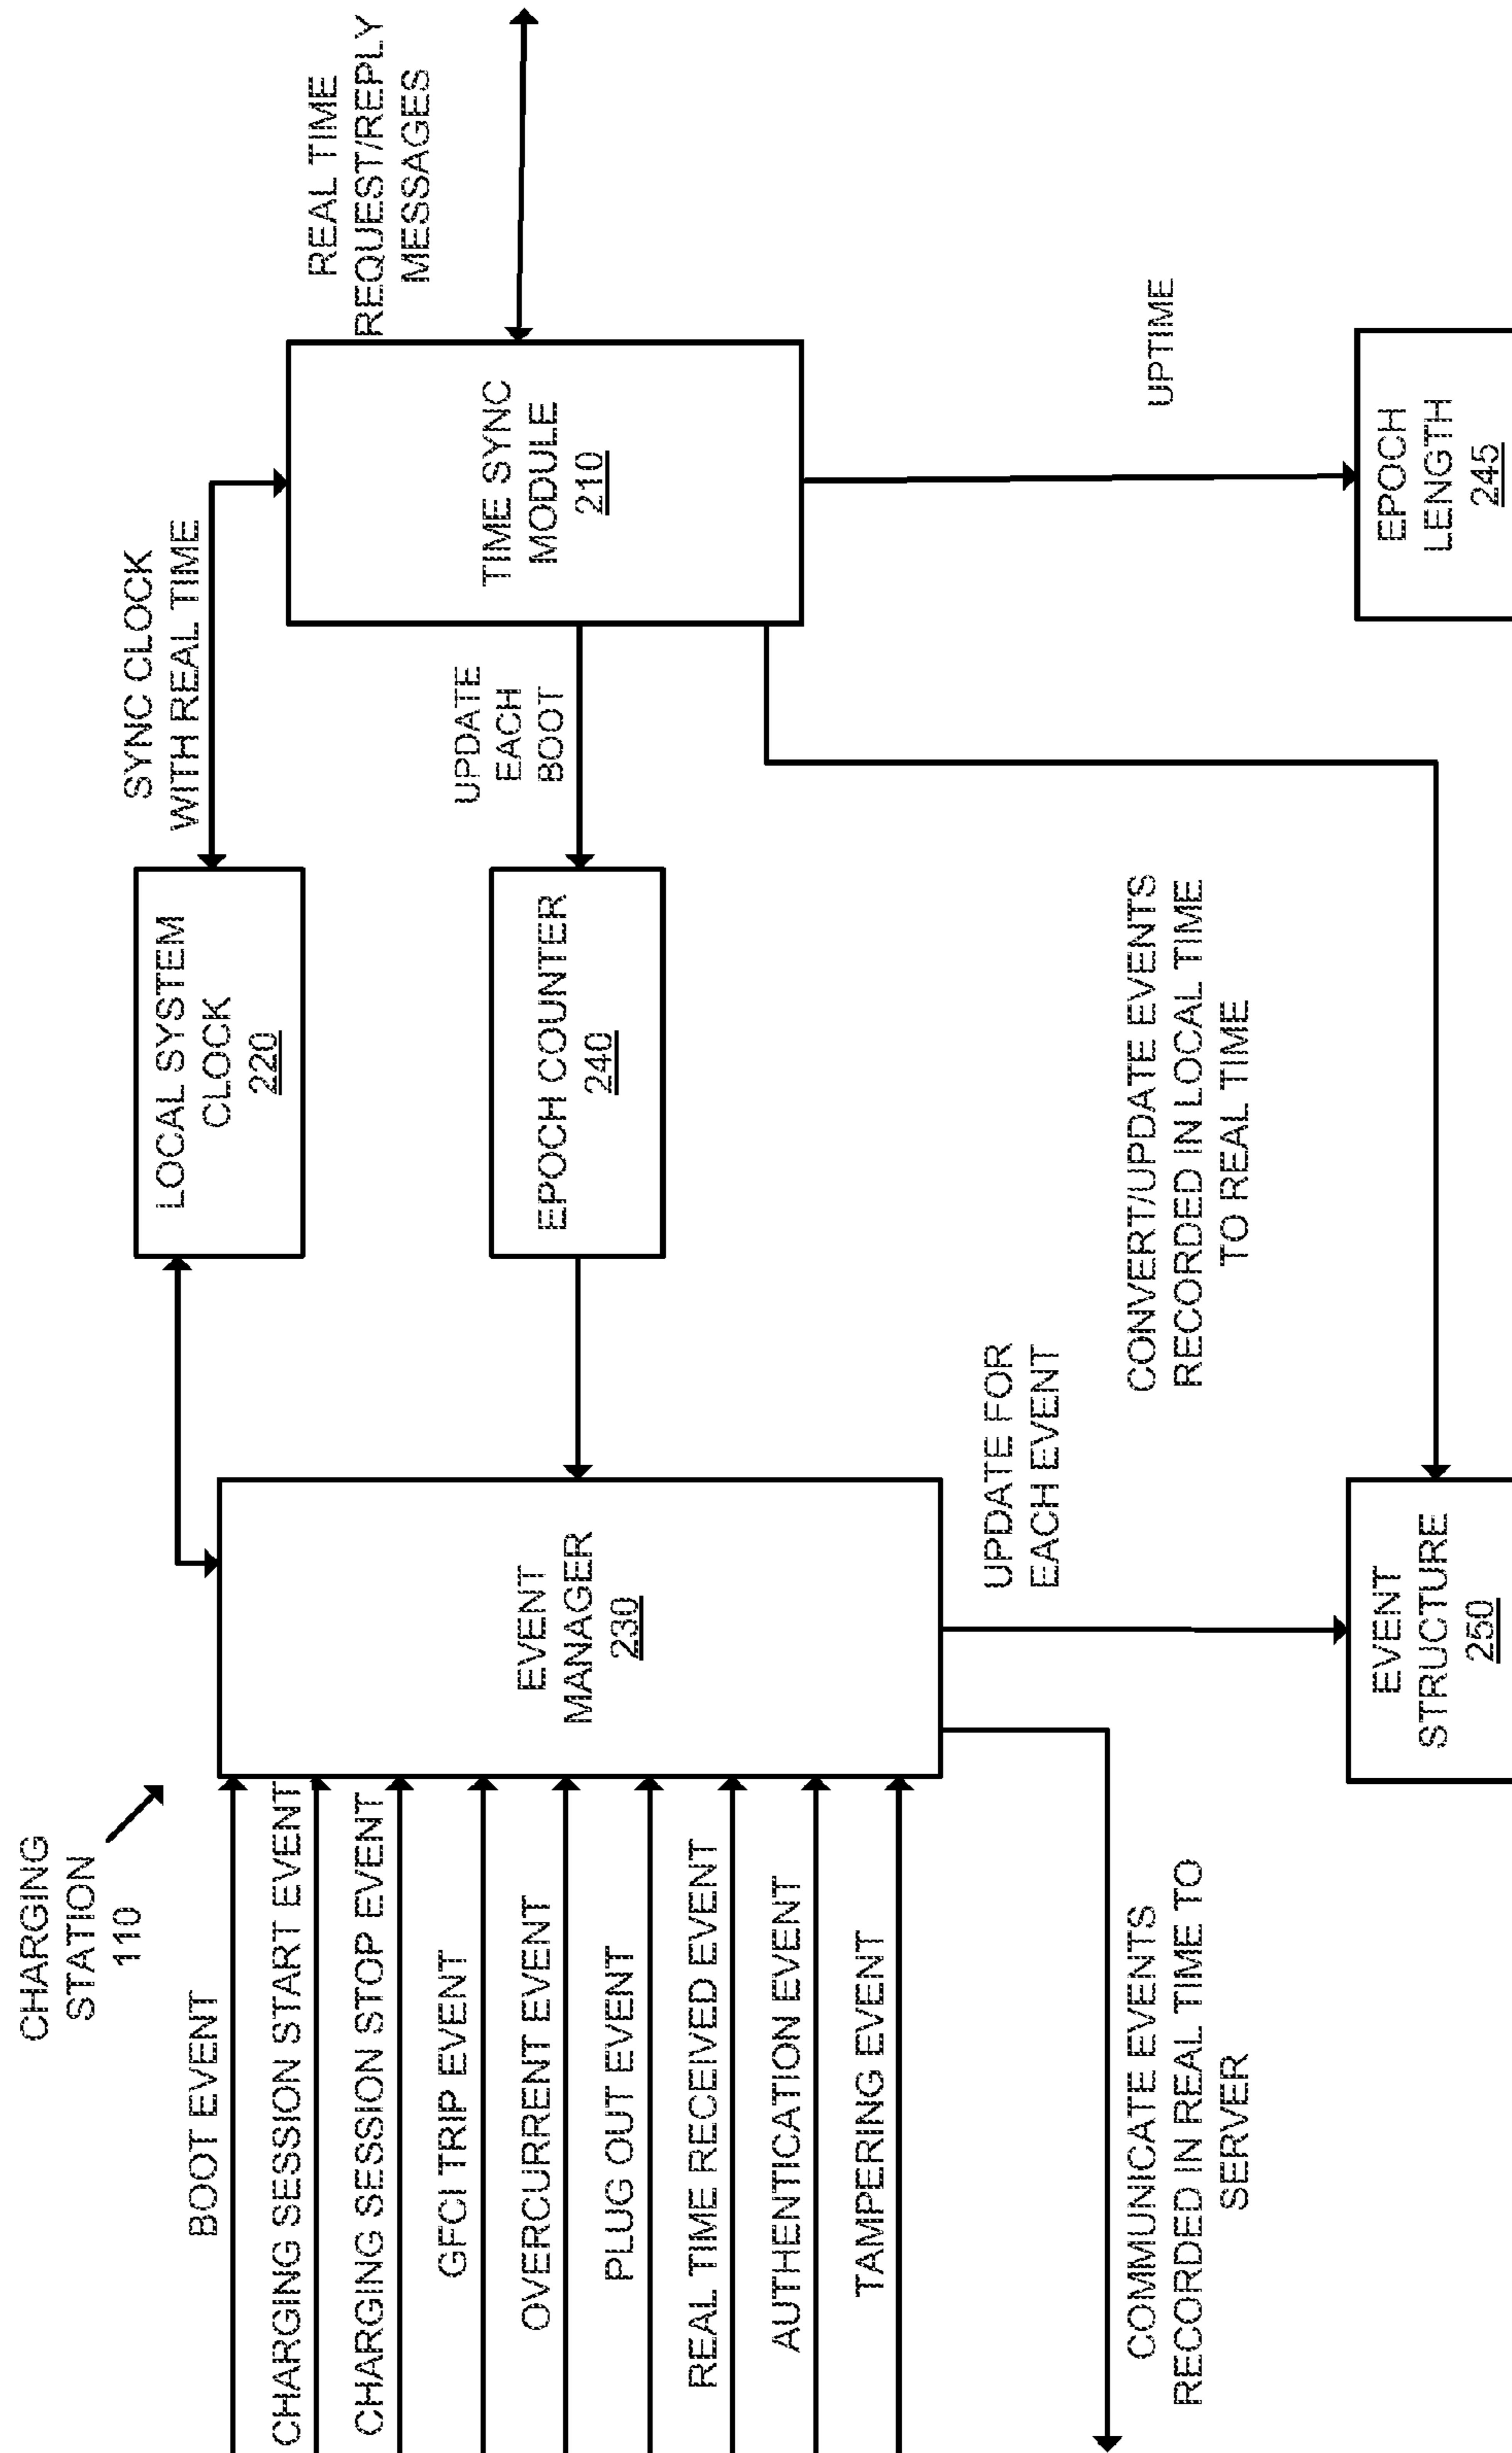 CHARGING
STATION
110
BOOT EVENT
CHARGING SESSION START EVENT
CHARGING SESSION STOP EVENT
GFCI TRIP EVENT
OVERCURRENT EVENT
PLUG OUT EVENT
REAL TIME RECEIVED EVENT
AUTHENTICATION EVENT
TAMPERING EVENT
COMMUNICATE EVENTS
RECORDED IN REAL TIME TO
SERVER
EVENT
MANAGER
230
UPDATE FOR
EACH EVENT
EVENT
STRUCTURE
250
LOCAL SYSTEM
CLOCK
220
EPOCH COUNTER
240
CONVERT/UPDATE EVENTS
RECORDED IN LOCAL TIME
TO REAL TIME
SYNC CLOCK
WITH REAL TIME
UPDATE
EACH
BOOT
TIME SYNC
MODULE
210
REAL TIME
REQUEST/REPLY
MESSAGES
UPTIME
EPOCH
LENGTH
245